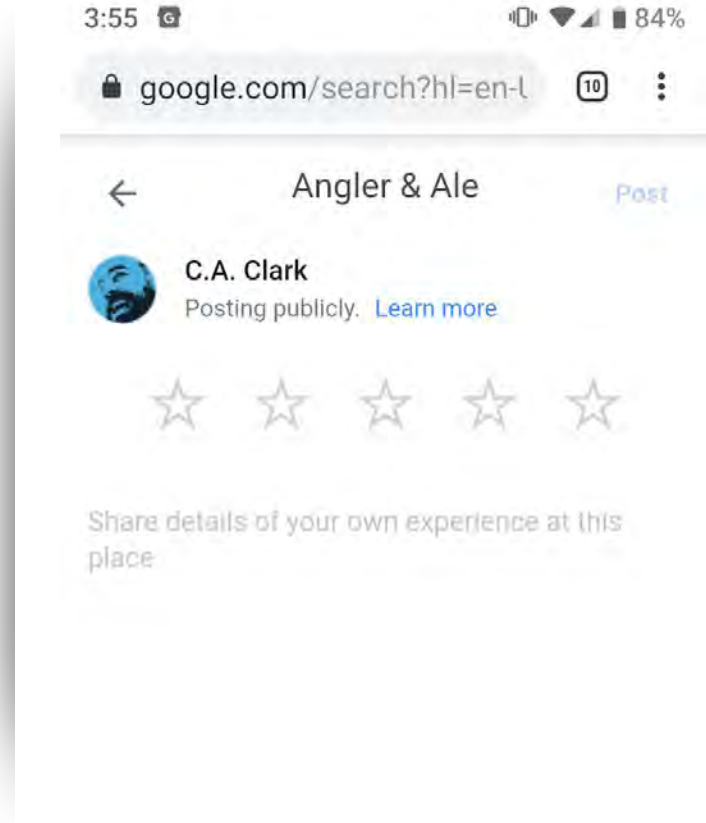 3:55 G 84%
google.com/search?hl=en-U 10
Angler & Ale Post
C.A. Clark
Posting publicly. Learn more
Share details of your own experience at this
place